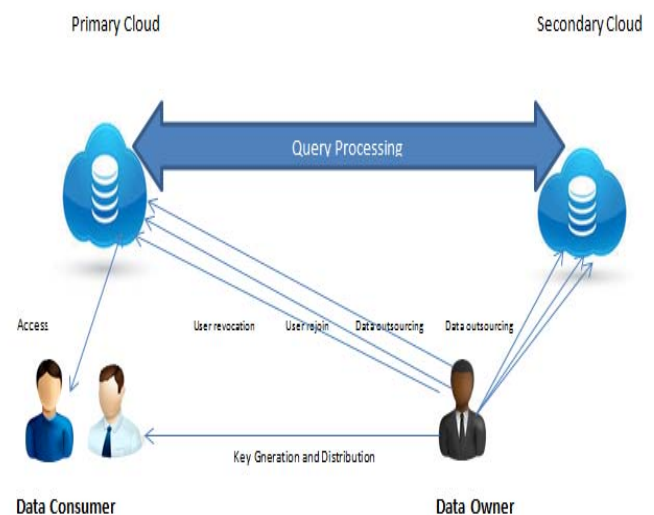 Primary Cloud
Secondary Cloud
Query Processing
Access
User revocation
User rejoin
Data outsourcing
Data outsourcing
Key Gneration and Distribution
Data Consumer
Data Owner